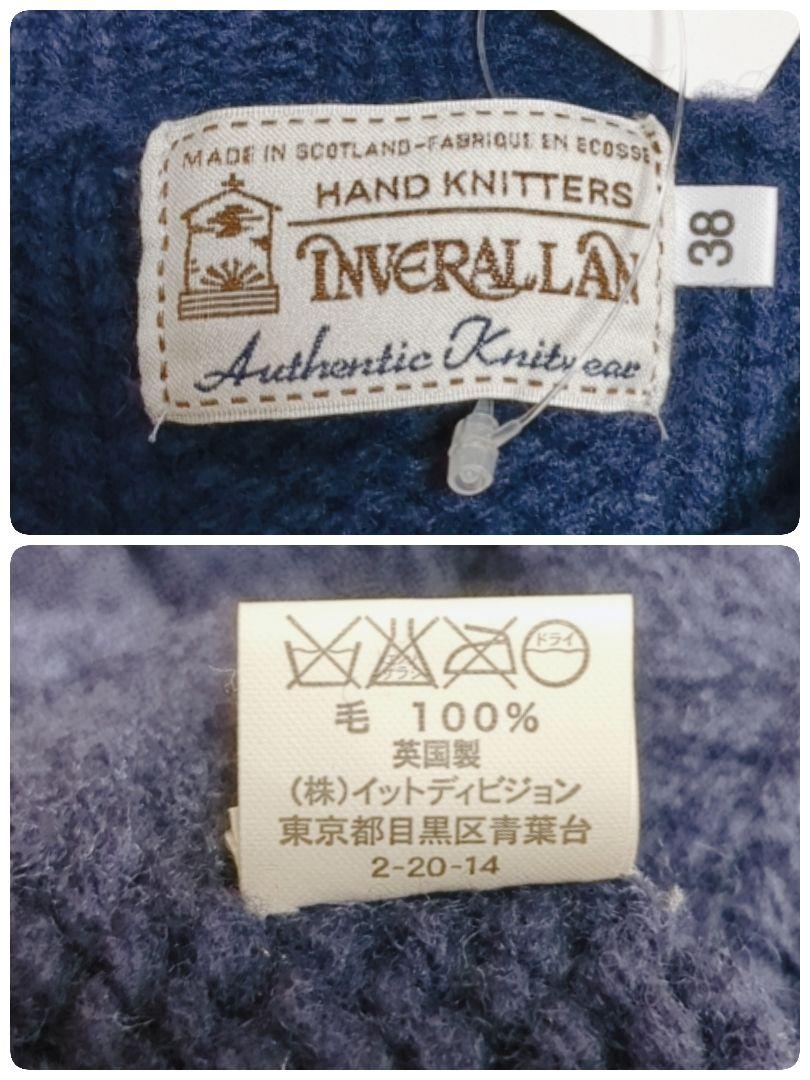 MADE IN SCOTLAND-FABRIQUE EN ECOSSE
HAND KNITTERS
INVERALLAN
Authentic Knitwear
38
ドライ
毛 100%
英国製
(株)イットディビジョン
東京都目黒区青葉台
2-20-14